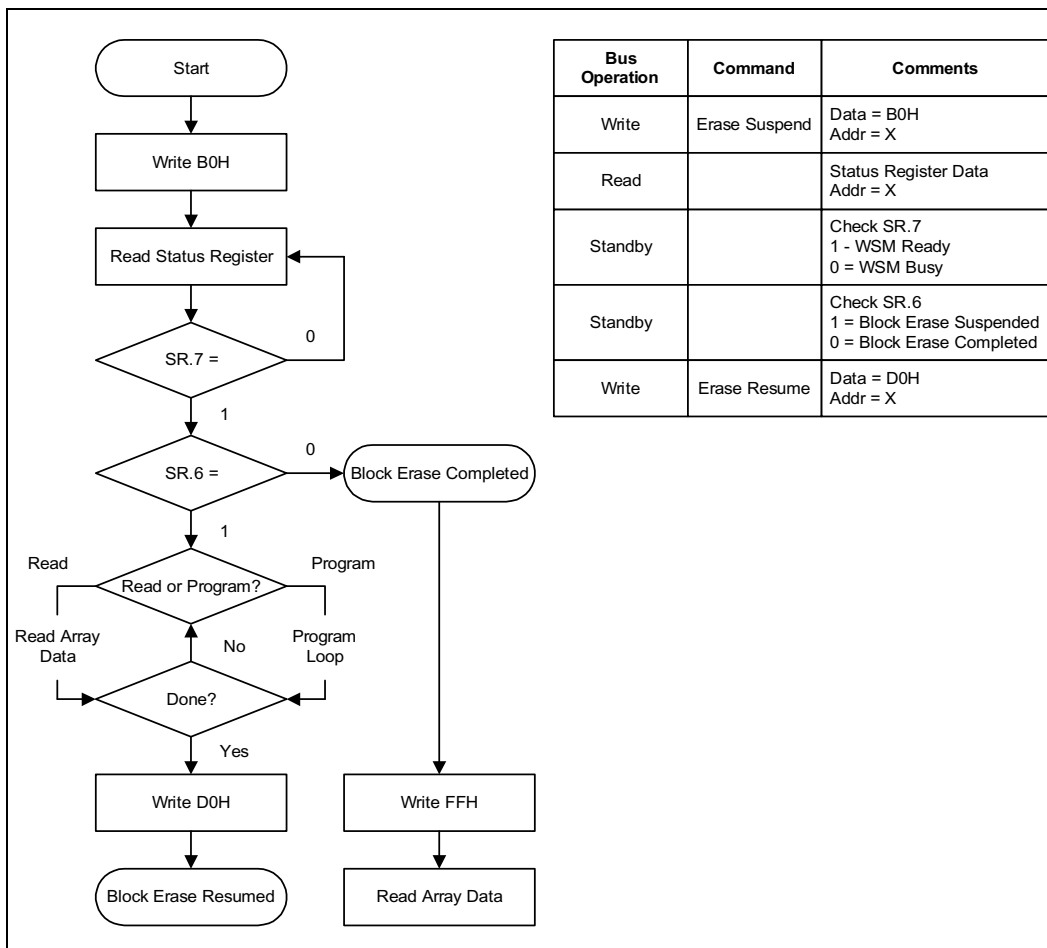 Start
Write B0H
Read Status Register
0
SR.7 =
1
0
SR.6 =
Block Erase Completed
1
Read
Program
Read or Program?
Read Array
Data
No
Program
Loop
Done?
Yes
Write D0H
Write FFH
Block Erase Resumed
Read Array Data
Bus
Operation
Command
Comments
Write
Erase Suspend
Data = B0H
Addr = X
Read
Status Register Data
Addr = X
Standby
Check SR.7
1 - WSM Ready
0 = WSM Busy
Standby
Check SR.6
1 = Block Erase Suspended
0 = Block Erase Completed
Write
Erase Resume
Data = D0H
Addr = X